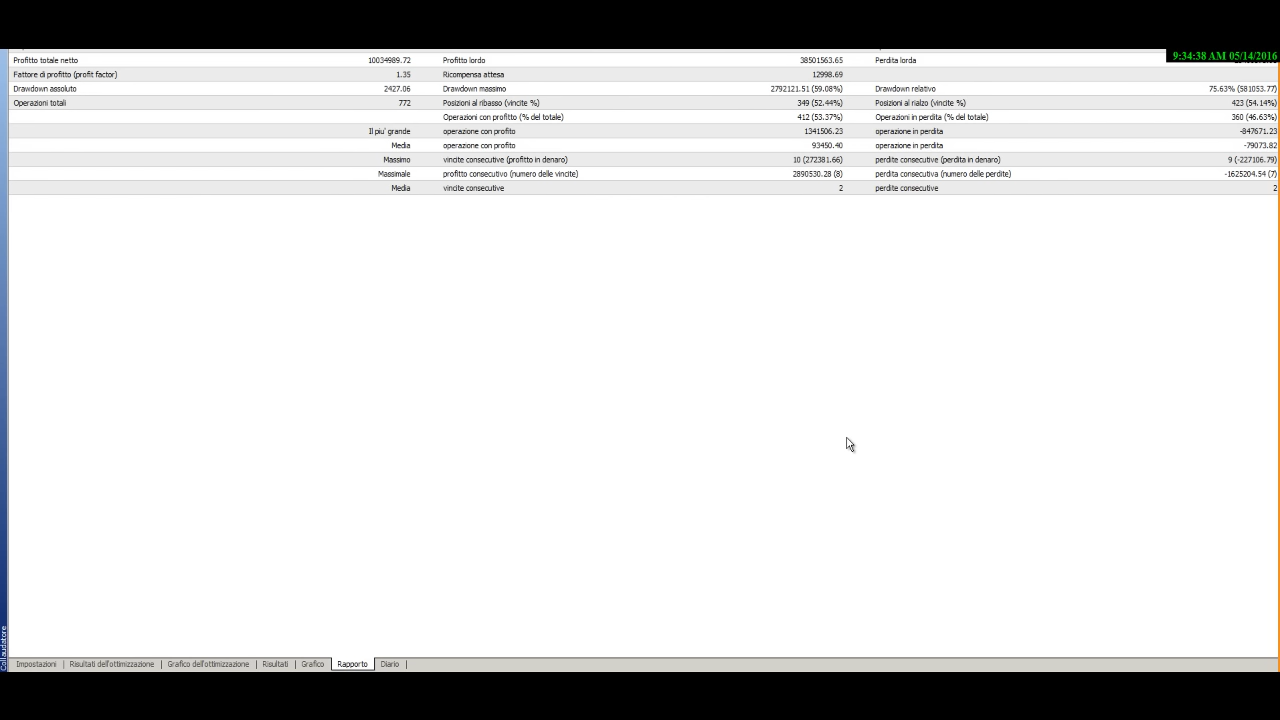 9:34:38 AM 05/14/2016
Profitto totale netto 10034989.72 Profitto lordo 38501563.65 Perdita lorda
Fattore di profitto (profit factor) 1.35 Ricompensa attesa 12998.69
Drawdown assoluto 2427.06 Drawdown massimo 2792121.51 (59.08%) Drawdown relativo 75.63% (581053.77)
Operazioni totali 772 Posizioni al ribasso (vincite %) 349 (52.44%) Posizioni al rialzo (vincite %) 423 (54.14%)
Operazioni con profitto (% del totale) 412 (53.37%) Operazioni in perdita (% del totale) 360 (46.63%)
Il piu' grande operazione con profito 1341506.23 operazione in perdita -847671.23
Media operazione con profito 93450.40 operazione in perdita -79073.82
Massimo vincite consecutive (profitto in denaro) 10 (272381.66) perdite consecutive (perdita in denaro) 9 (-227106.79)
Massimale profitto consecutivo (numero delle vincite) 2890530.28 (8) perdita consecutiva (numero delle perdite) -1625204.54 (7)
Media vincite consecutive 2 perdite consecutive 2
Collaudatore
Impostazioni | Risultati dell'ottimizzazione | Grafico dell'ottimizzazione | Risultati | Grafico | Rapporto | Diario |